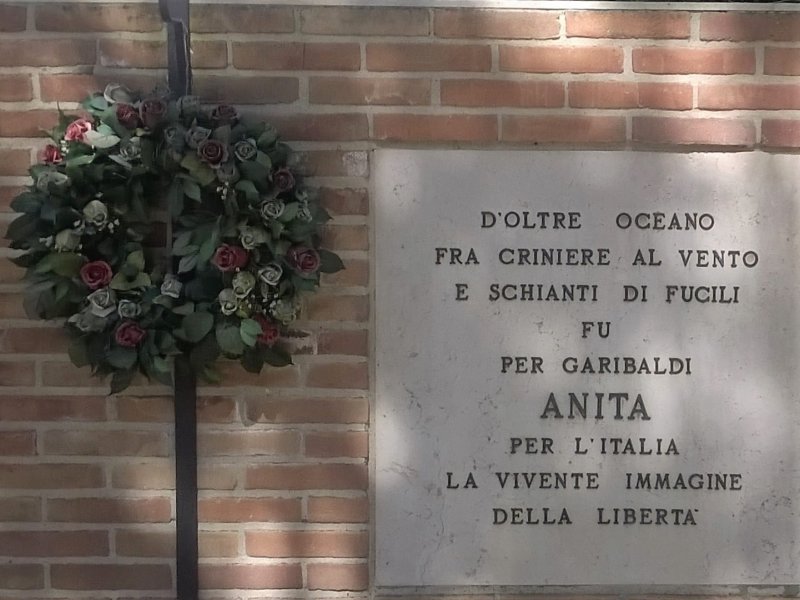 D'OLTRE OCEANO
FRA CRINIERE AL VENTO
E SCHIANTI DI FUCILI
FU
PER GARIBALDI
ANITA
PER L'ITALIA
LA VIVENTE IMMAGINE
DELLA LIBERTA'